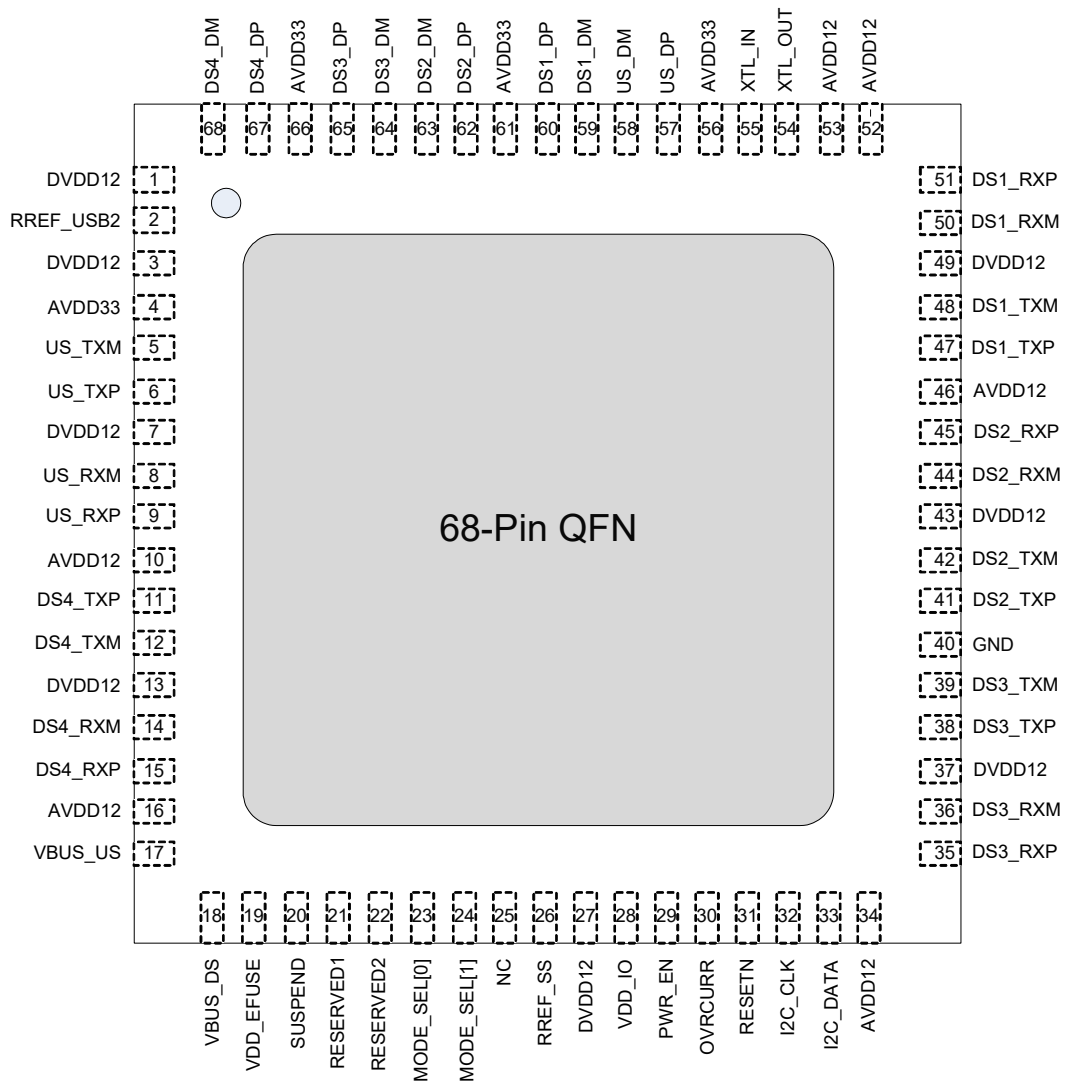 DS4_DM
DS4_DP
AVDD33
DS3_DP
DS3_DM
DS2_DM
DS2_DP
AVDD33
DS1_DP
DS1_DM
US_DM
US_DP
AVDD33
XTL_IN
XTL_OUT
AVDD12
AVDD12
68 67 66 65 64 63 62 61 60 59 58 57 56 55 54 53 52
DVDD12 1
RREF_USB2 2
DVDD12 3
AVDD33 4
US_TXM 5
US_TXP 6
DVDD12 7
US_RXM 8
US_RXP 9
AVDD12 10
DS4_TXP 11
DS4_TXM 12
DVDD12 13
DS4_RXM 14
DS4_RXP 15
AVDD12 16
VBUS_US 17
68-Pin QFN
51 DS1_RXP
50 DS1_RXM
49 DVDD12
48 DS1_TXM
47 DS1_TXP
46 AVDD12
45 DS2_RXP
44 DS2_RXM
43 DVDD12
42 DS2_TXM
41 DS2_TXP
40 GND
39 DS3_TXM
38 DS3_TXP
37 DVDD12
36 DS3_RXM
35 DS3_RXP
18 19 20 21 22 23 24 25 26 27 28 29 30 31 32 33 34
VBUS_DS
VDD_EFUSE
SUSPEND
RESERVED1
RESERVED2
MODE_SEL[0]
MODE_SEL[1]
NC
RREF_SS
DVDD12
VDD_IO
PWR_EN
OVRCURR
RESETN
I2C_CLK
I2C_DATA
AVDD12